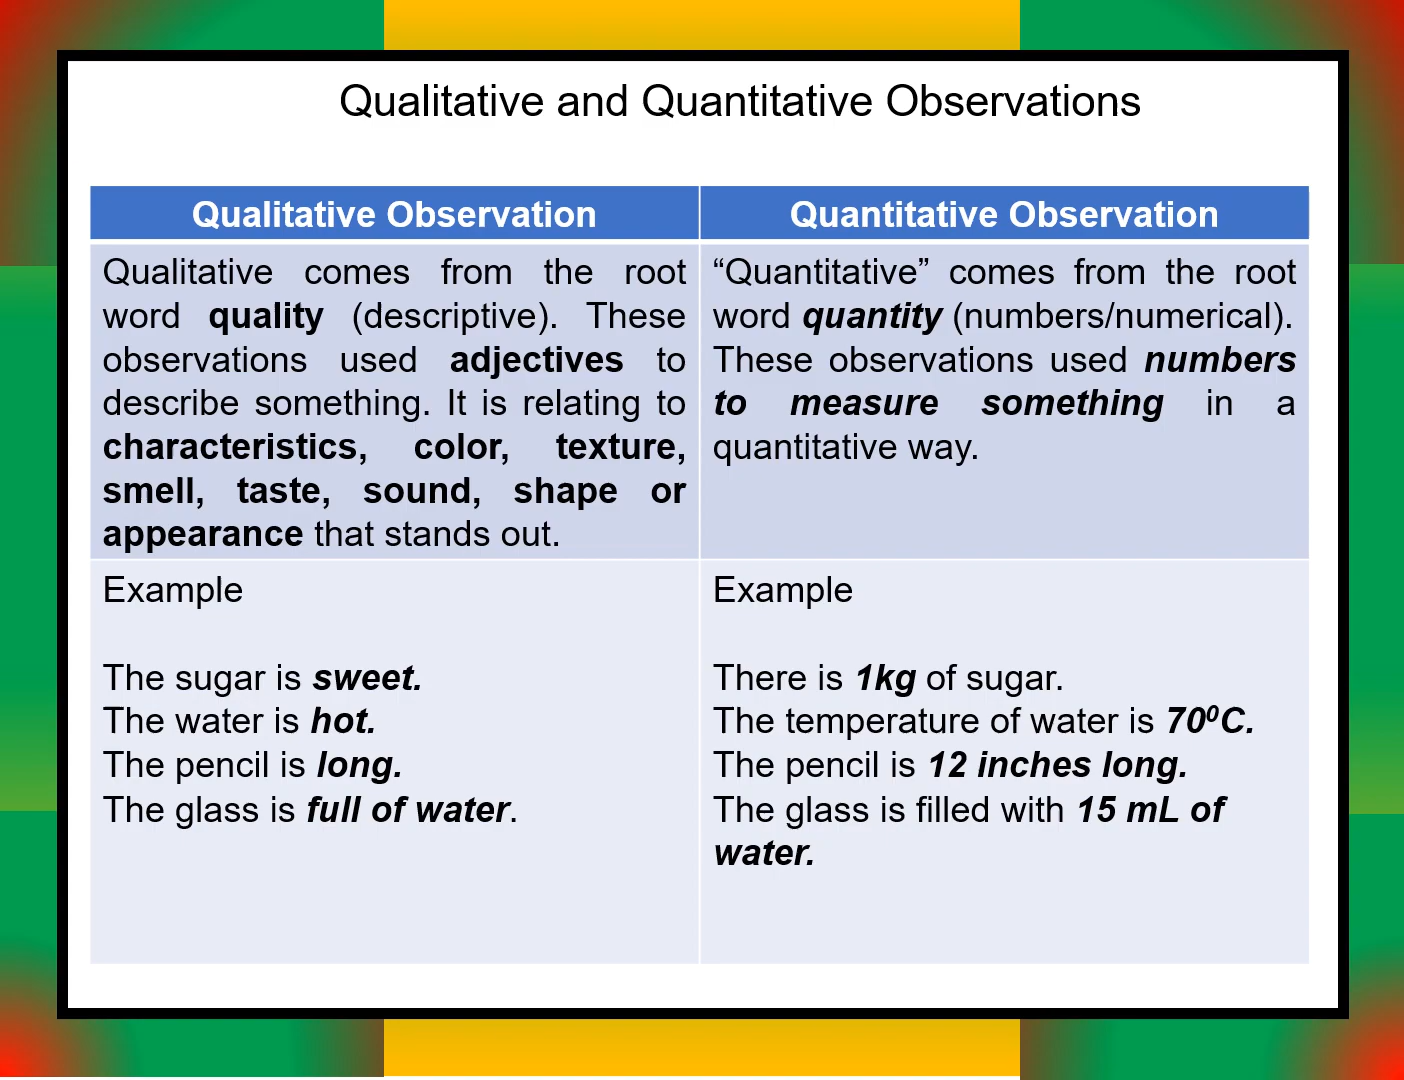 Qualitative and Quantitative Observations
Qualitative Observation
Quantitative Observation
Qualitative comes from the root
word quality (descriptive). These
observations used adjectives to
describe something. It is relating to
characteristics, color, texture,
smell, taste, sound, shape or
appearance that stands out.
“Quantitative” comes from the root
word quantity (numbers/numerical).
These observations used numbers
to measure something in a
quantitative way.
Example
The sugar is sweet.
The water is hot.
The pencil is long.
The glass is full of water.
Example
There is 1kg of sugar.
The temperature of water is 70⁰C.
The pencil is 12 inches long.
The glass is filled with 15 mL of
water.